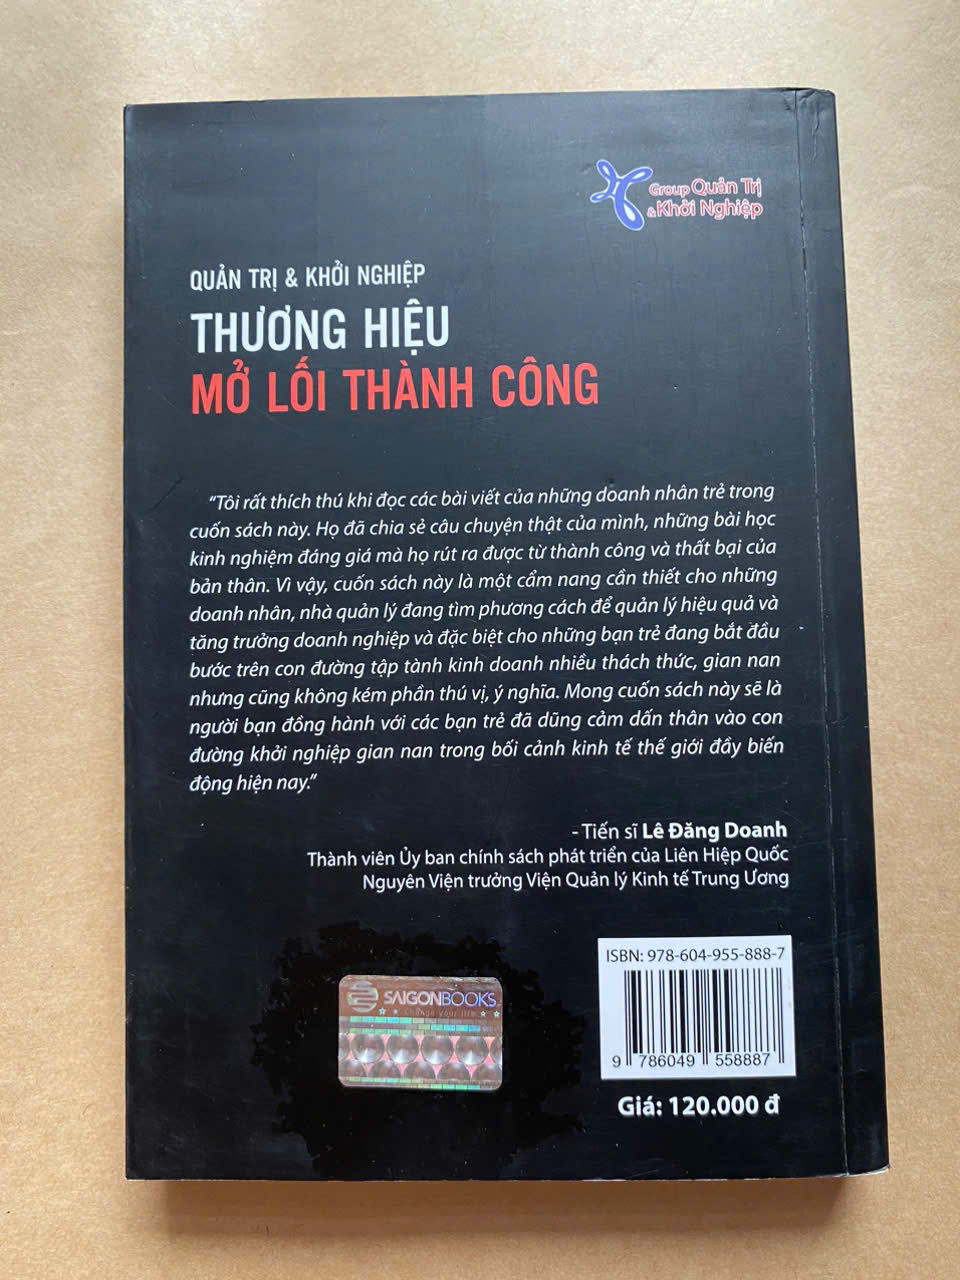 Group Quản Trị
& Khởi Nghiệp
QUẢN TRỊ & KHỞI NGHIỆP
THƯƠNG HIỆU
MỞ LỐI THÀNH CÔNG
“Tôi rất thích thú khi đọc các bài viết của những doanh nhân trẻ trong
cuốn sách này. Họ đã chia sẻ câu chuyện thật của mình, những bài học
kinh nghiệm đáng giá mà họ rút ra được từ thành công và thất bại của
bản thân. Vì vậy, cuốn sách này là một cẩm nang cần thiết cho những
doanh nhân, nhà quản lý đang tìm phương cách để quản lý hiệu quả và
tăng trưởng doanh nghiệp và đặc biệt cho những bạn trẻ đang bắt đầu
bước trên con đường tập tành kinh doanh nhiều thách thức, gian nan
nhưng cũng không kém phần thú vị, ý nghĩa. Mong cuốn sách này sẽ là
người bạn đồng hành với các bạn trẻ đã dũng cảm dấn thân vào con
đường khởi nghiệp gian nan trong bối cảnh kinh tế thế giới đầy biến
động hiện nay.”
- Tiến sĩ Lê Đăng Doanh
Thành viên Ủy ban chính sách phát triển của Liên Hiệp Quốc
Nguyên Viện trưởng Viện Quản lý Kinh tế Trung Ương
ISBN: 978-604-955-888-7
9 786049 558887
Giá: 120.000 đ
SAIGONBOOKS
Change your life